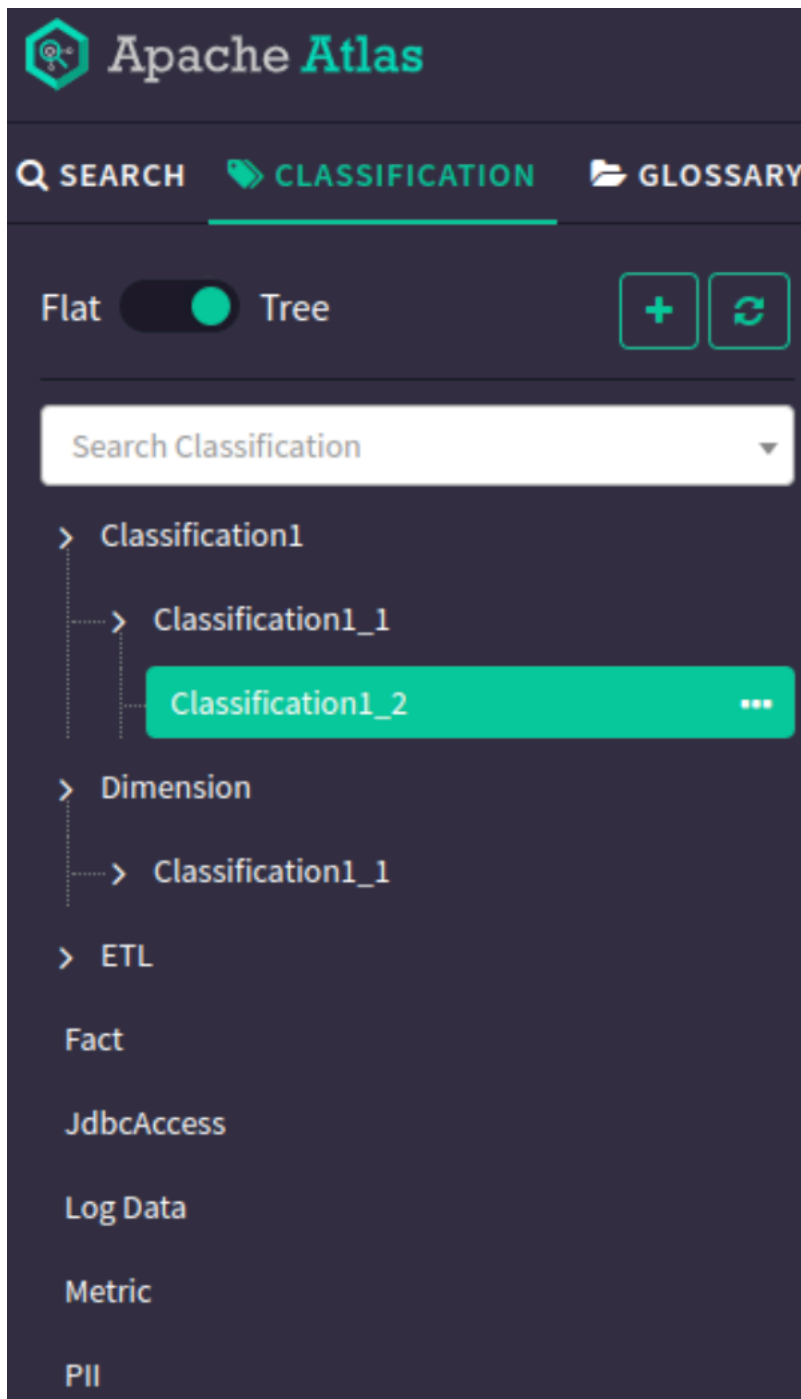 Apache Atlas
SEARCH CLASSIFICATION GLOSSARY
Flat Tree
Search Classification
Classification1
Classification1_1
Classification1_2
Dimension
Classification1_1
ETL
Fact
JdbcAccess
Log Data
Metric
PII